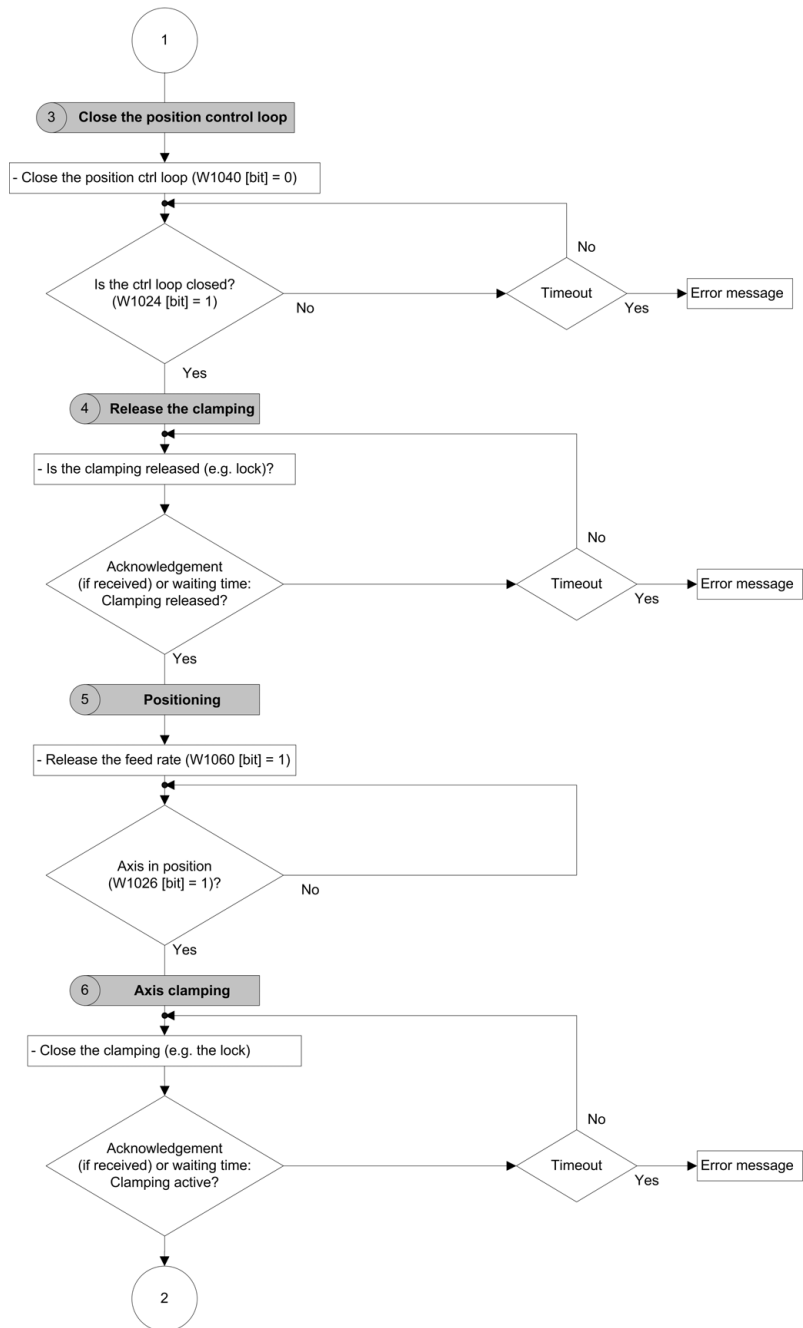 1
3 Close the position control loop
- Close the position ctrl loop (W1040 [bit] = 0)
No
Is the ctrl loop closed?
(W1024 [bit] = 1)
No
Timeout
Yes
Error message
Yes
4 Release the clamping
- Is the clamping released (e.g. lock)?
No
Acknowledgement
(if received) or waiting time:
Clamping released?
Timeout
Yes
Error message
Yes
5 Positioning
- Release the feed rate (W1060 [bit] = 1)
Axis in position
(W1026 [bit] = 1)?
No
Yes
6 Axis clamping
- Close the clamping (e.g. the lock)
No
Acknowledgement
(if received) or waiting time:
Clamping active?
Timeout
Yes
Error message
2